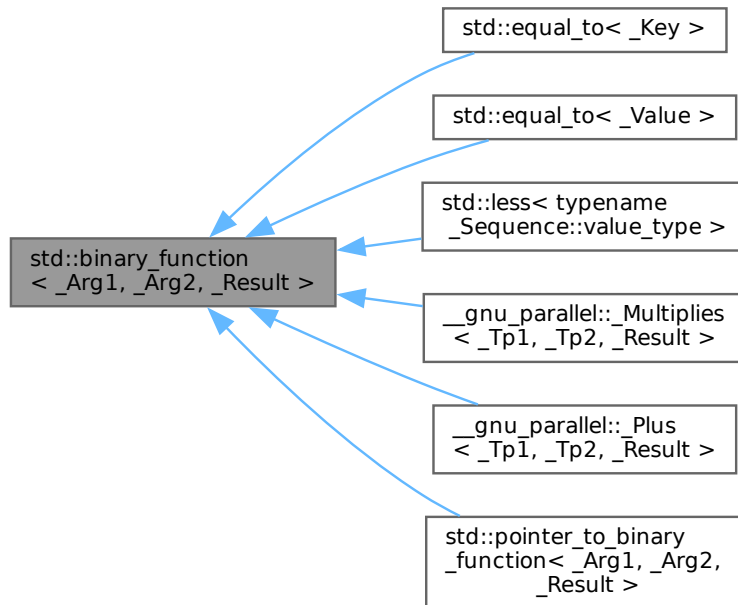 std::equal_to< _Key >
std::equal_to< _Value >
std::less< typename
_Sequence::value_type >
std::binary_function
< _Arg1, _Arg2, _Result >
__gnu_parallel::_Multiplies
< _Tp1, _Tp2, _Result >
__gnu_parallel::_Plus
< _Tp1, _Tp2, _Result >
std::pointer_to_binary
_function< _Arg1, _Arg2,
_Result >